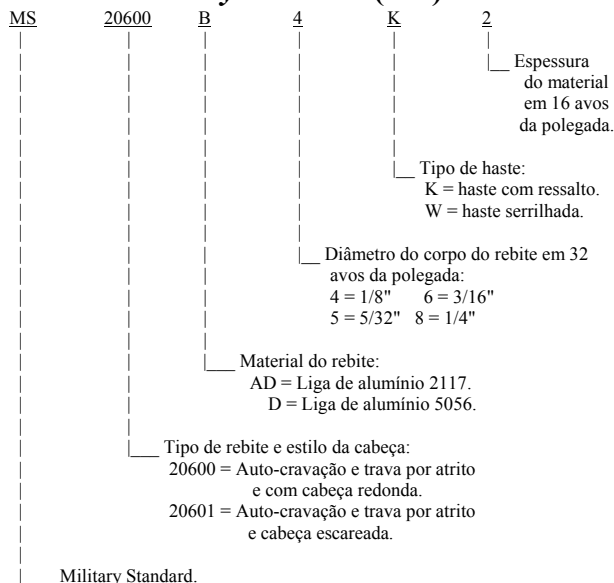 MS 20600 B 4 K 2
Espessura
do material
em 16 avos
da polegada.
Tipo de haste:
K = haste com ressalto.
W = haste serrilhada.
Diâmetro do corpo do rebite em 32
avos da polegada:
4 = 1/8" 6 = 3/16"
5 = 5/32" 8 = 1/4"
Material do rebite:
AD = Liga de alumínio 2117.
D = Liga de alumínio 5056.
Tipo de rebite e estilo da cabeça:
20600 = Auto-cravação e trava por atrito
e com cabeça redonda.
20601 = Auto-cravação e trava por atrito
e cabeça escareada.
Military Standard.